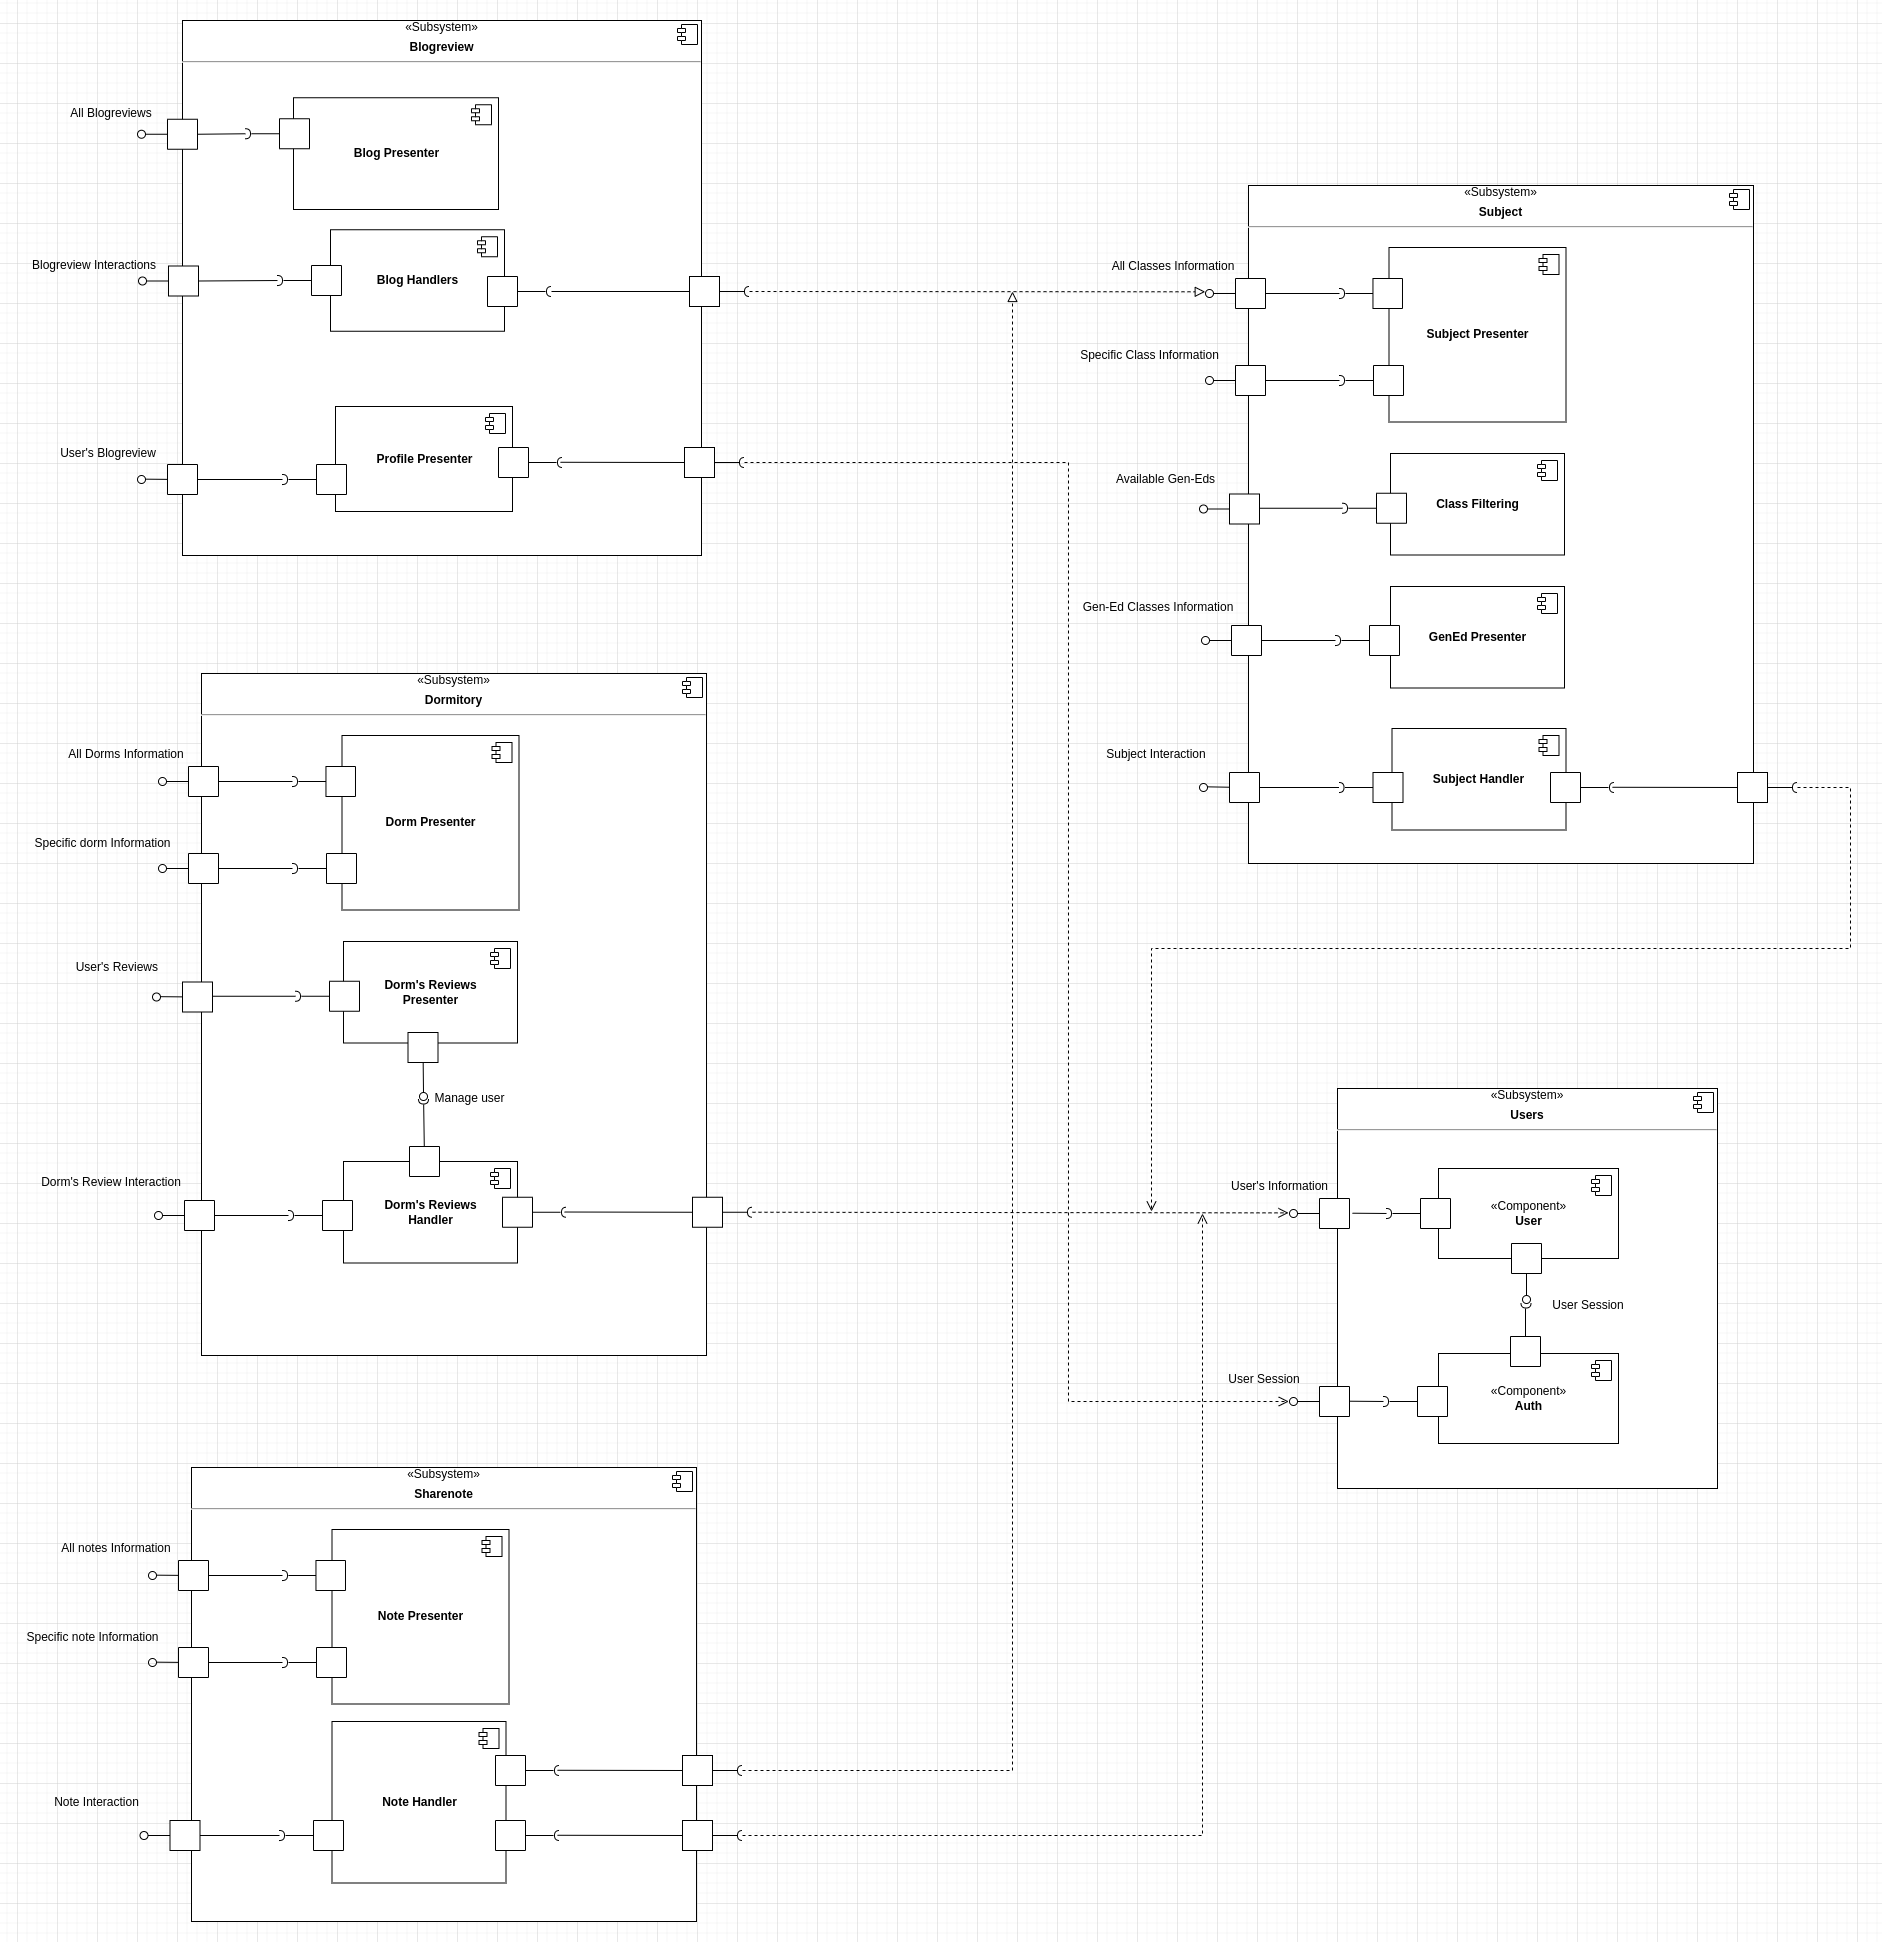 «Subsystem»
Blogreview
All Blogreviews
Blog Presenter
Blogreview Interactions
Blog Handlers
User's Blogreview
Profile Presenter
«Subsystem»
Subject
All Classes Information
Subject Presenter
Specific Class Information
Available Gen-Eds
Class Filtering
Gen-Ed Classes Information
GenEd Presenter
Subject Interaction
Subject Handler
«Subsystem»
Dormitory
All Dorms Information
Dorm Presenter
Specific dorm Information
User's Reviews
Dorm's Reviews
Presenter
Manage user
Dorm's Review Interaction
Dorm's Reviews
Handler
«Subsystem»
Users
User's Information
«Component»
User
User Session
User Session
«Component»
Auth
«Subsystem»
Sharenote
All notes Information
Note Presenter
Specific note Information
Note Interaction
Note Handler